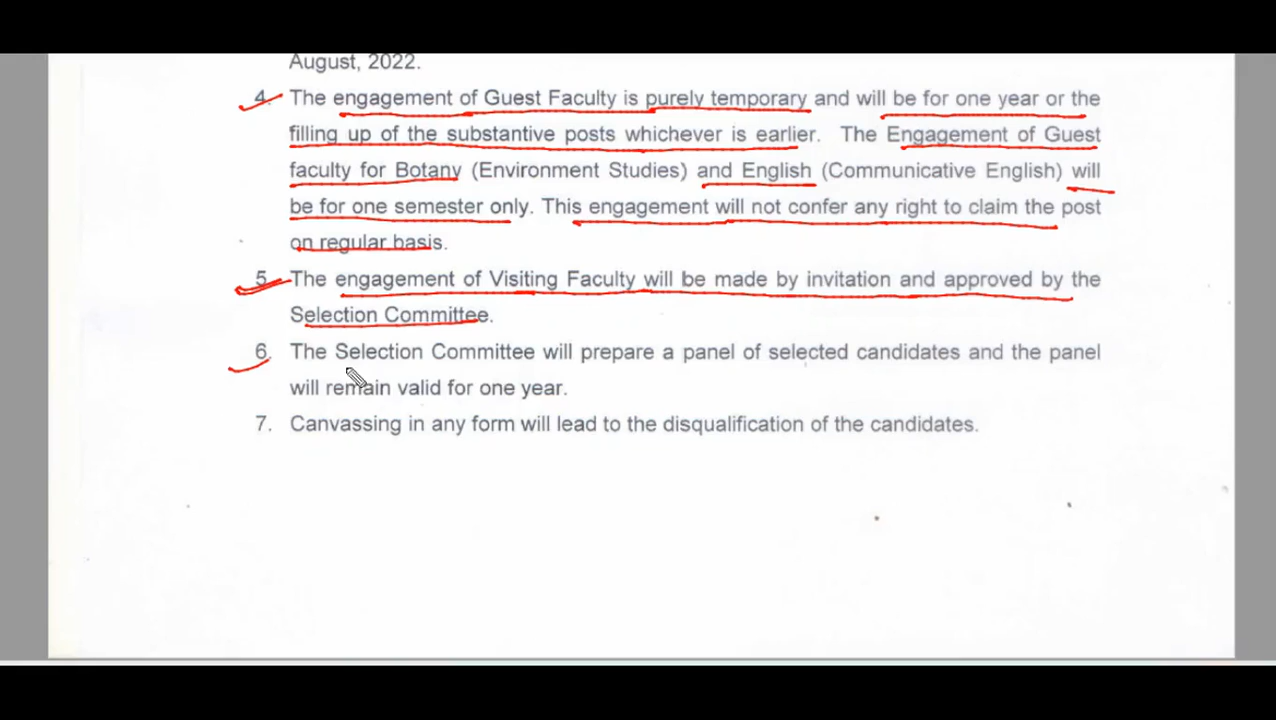 August, 2022.
4. The engagement of Guest Faculty is purely temporary and will be for one year or the
filling up of the substantive posts whichever is earlier. The Engagement of Guest
faculty for Botany (Environment Studies) and English (Communicative English) will
be for one semester only. This engagement will not confer any right to claim the post
on regular basis.
5. The engagement of Visiting Faculty will be made by invitation and approved by the
Selection Committee.
6. The Selection Committee will prepare a panel of selected candidates and the panel
will remain valid for one year.
7. Canvassing in any form will lead to the disqualification of the candidates.